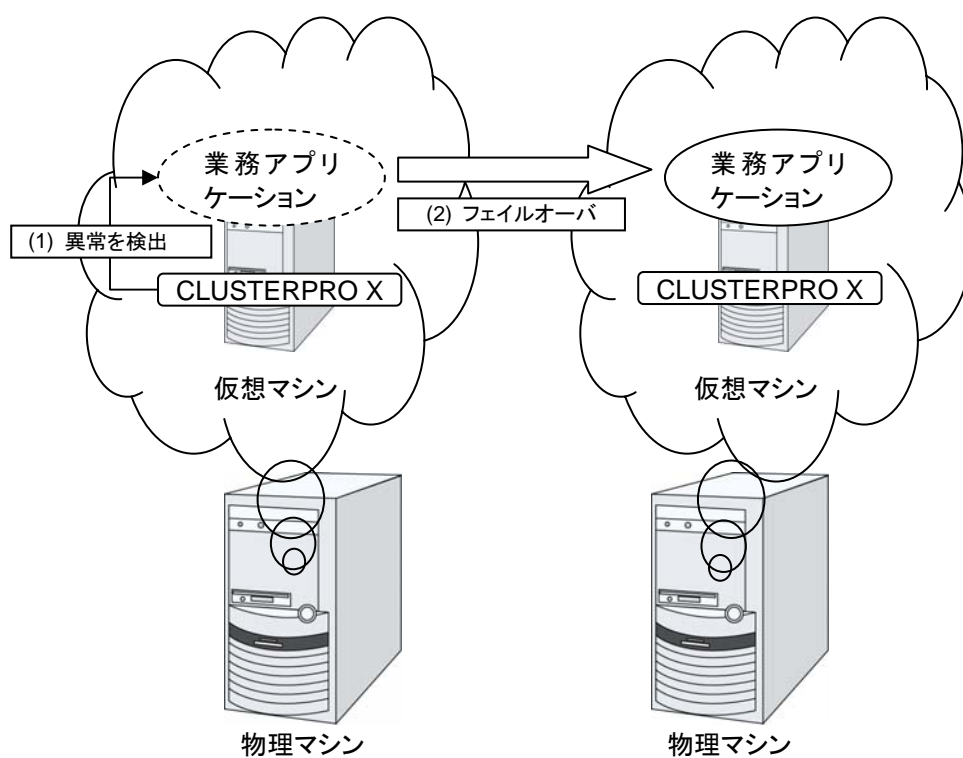 業務アプリ
ケーション
業務アプリ
ケーション
(2) フェイルオーバ
(1) 異常を検出
CLUSTERPRO X
CLUSTERPRO X
仮想マシン
仮想マシン
物理マシン
物理マシン